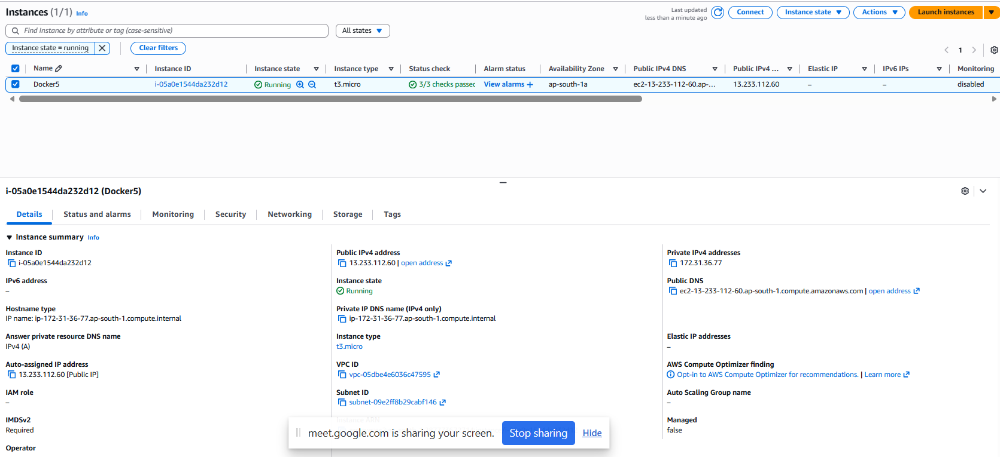 Instances (1/1) Info
Last updated
less than a minute ago
Connect
Instance state
Actions
Launch instances
Find Instance by attribute or tag (case-sensitive)
All states
Instance state = running
Clear filters
1
Name Instance ID Instance state Instance type Status check Alarm status Availability Zone Public IPv4 DNS Public IPv4 ... Elastic IP IPv6 IPs Monitoring
Docker5 i-05a0e1544da232d12 Running t3.micro 3/3 checks passec View alarms + ap-south-1a ec2-13-233-112-60.ap-... 13.233.112.60 – – disabled
i-05a0e1544da232d12 (Docker5)
Details Status and alarms Monitoring Security Networking Storage Tags
Instance summary Info
Instance ID
i-05a0e1544da232d12
Public IPv4 address
13.233.112.60 | open address
Private IPv4 addresses
172.31.36.77
IPv6 address
–
Instance state
Running
Public DNS
ec2-13-233-112-60.ap-south-1.compute.amazonaws.com | open address
Hostname type
IP name: ip-172-31-36-77.ap-south-1.compute.internal
Private IP DNS name (IPv4 only)
ip-172-31-36-77.ap-south-1.compute.internal
Answer private resource DNS name
IPv4 (A)
Instance type
t3.micro
Elastic IP addresses
–
Auto-assigned IP address
13.233.112.60 [Public IP]
VPC ID
vpc-05dbe4e6036c47595
AWS Compute Optimizer finding
Opt-in to AWS Compute Optimizer for recommendations. | Learn more
IAM role
–
Subnet ID
subnet-09e2ff8b29cabf146
Auto Scaling Group name
–
IMDSv2
Required
Instance ARN
Managed
false
Operator
meet.google.com is sharing your screen.
Stop sharing
Hide